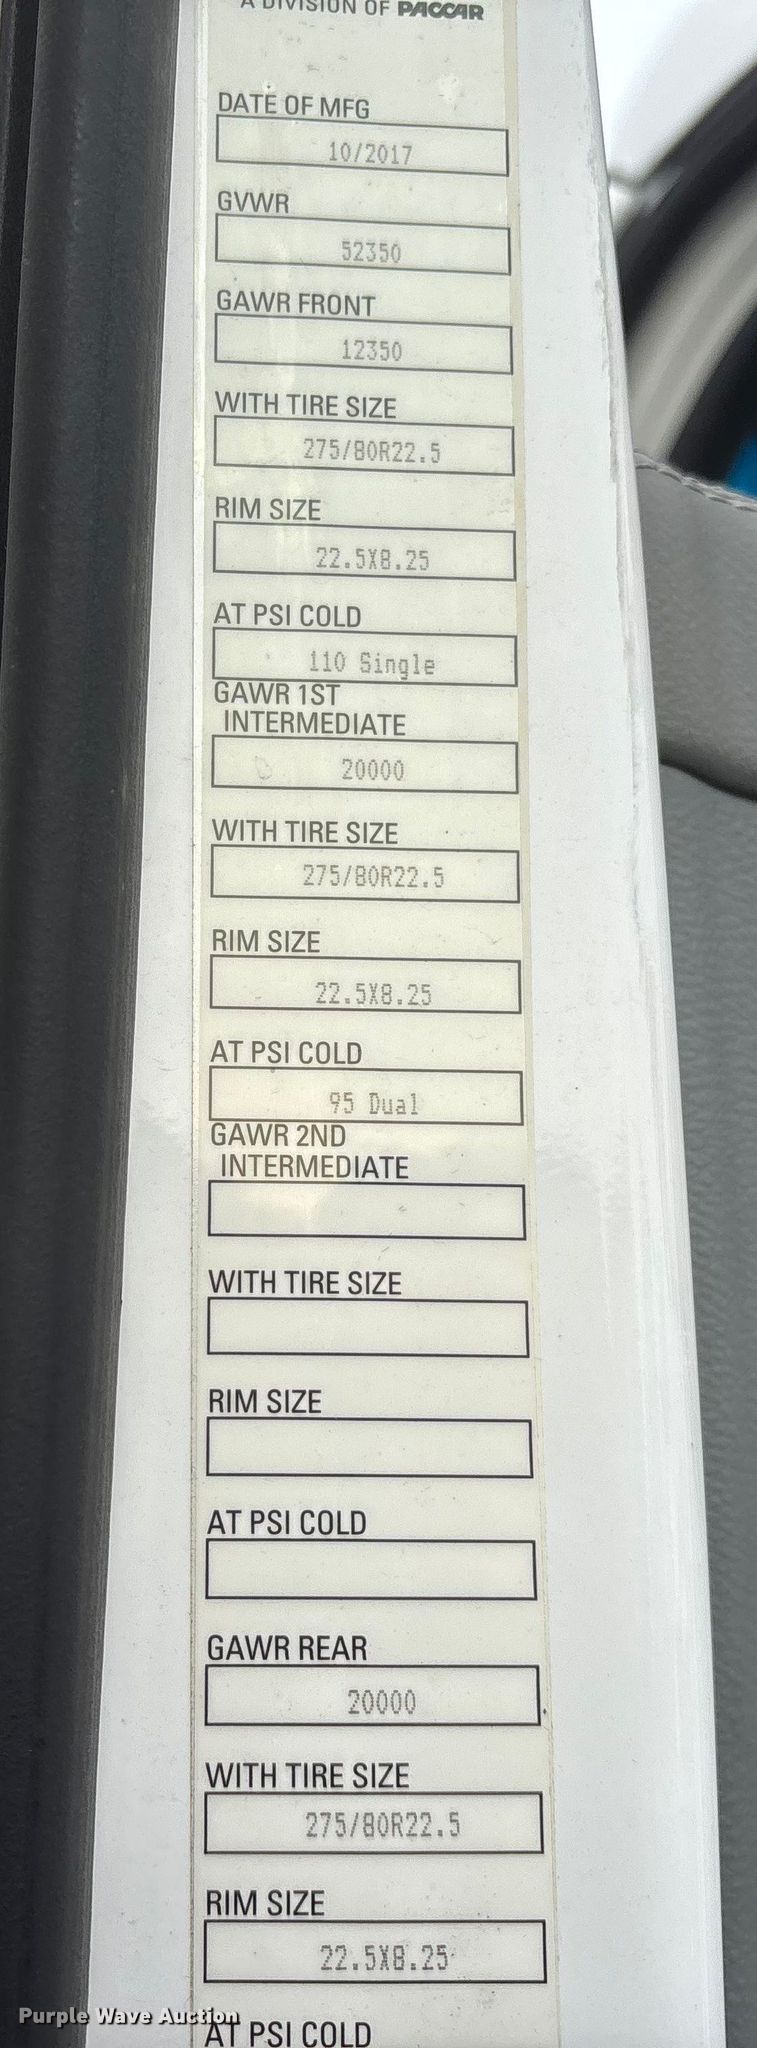 A DIVISION OF PACCAR
DATE OF MFG
10/2017
GVWR
52350
GAWR FRONT
12350
WITH TIRE SIZE
275/80R22.5
RIM SIZE
22.5X8.25
AT PSI COLD
110 Single
GAWR 1ST
INTERMEDIATE
20000
WITH TIRE SIZE
275/80R22.5
RIM SIZE
22.5X8.25
AT PSI COLD
95 Dual
GAWR 2ND
INTERMEDIATE
WITH TIRE SIZE
RIM SIZE
AT PSI COLD
GAWR REAR
20000
WITH TIRE SIZE
275/80R22.5
RIM SIZE
22.5X8.25
AT PSI COLD
Purple Wave Auction